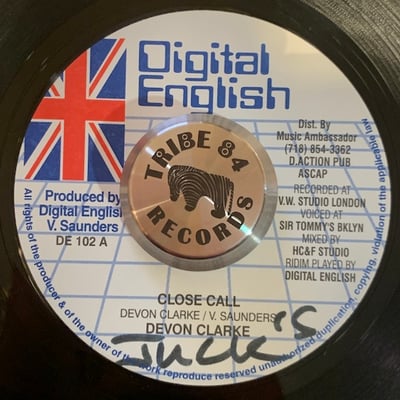 Digital
English
Dist. By
Music Ambassador
(718) 854-3362
D.ACTION PUB
ASCAP
TRIBE 84
RECORDS
Produced by
Digital English
V. Saunders
DE 102 A
RECORDED AT
V.W. STUDIO LONDON
VOICED AT
SIR TOMMY'S BKLYN
MIXED BY
HC&F STUDIO
RIDIM PLAYED BY
DIGITAL ENGLISH
CLOSE CALL
DEVON CLARKE / V. SAUNDERS
DEVON CLARKE
JUCK'S
All rights of the producer & of the owner of the work reproduced reserved unauthorized duplication, copying, violation of the applicable law